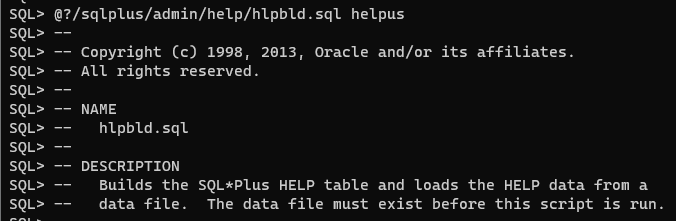 SQL> @?/sqlplus/admin/help/hlpbld.sql helpus
SQL> --
SQL> -- Copyright (c) 1998, 2013, Oracle and/or its affiliates.
SQL> -- All rights reserved.
SQL> --
SQL> -- NAME
SQL> --   hlpbld.sql
SQL> --
SQL> -- DESCRIPTION
SQL> --   Builds the SQL*Plus HELP table and loads the HELP data from a
SQL> --   data file.  The data file must exist before this script is run.